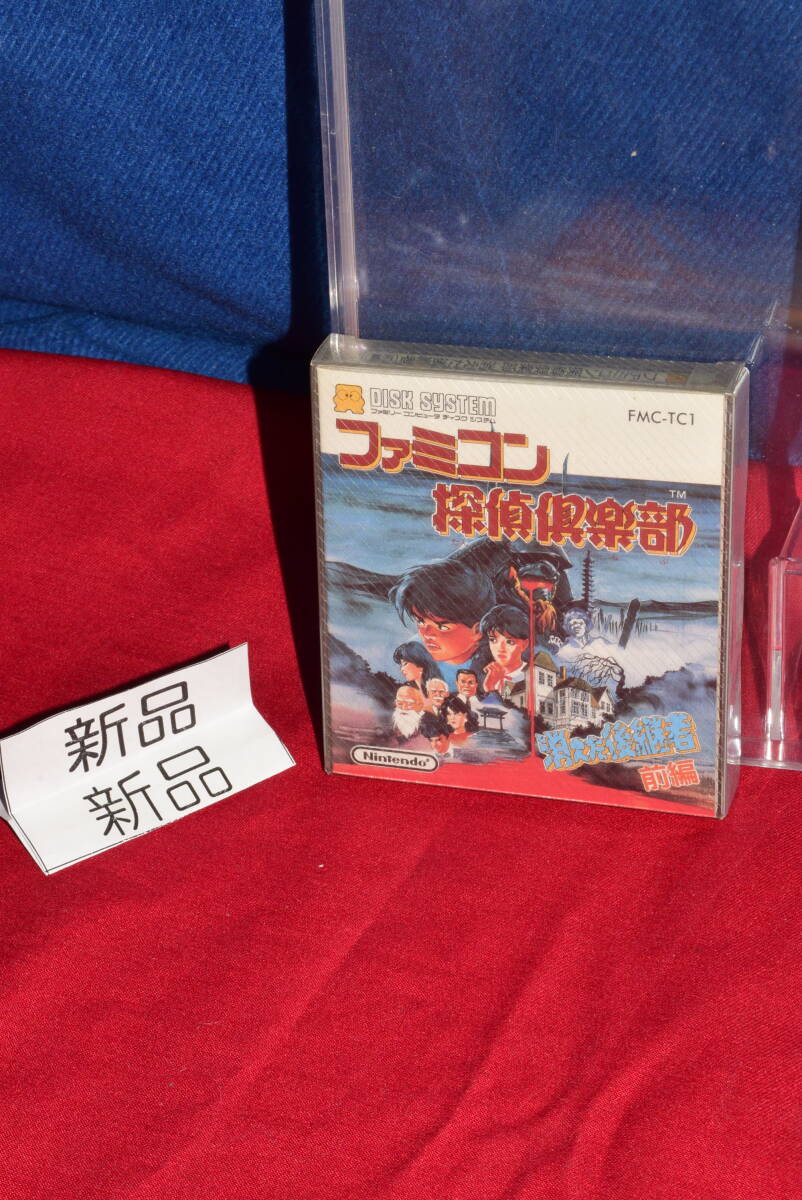 DISK SYSTEM
ファミリー コンピュータ ディスク システム
FMC-TC1
ファミコン
探偵倶楽部
TM
消えた後継者
前編
Nintendo®
新品
新品